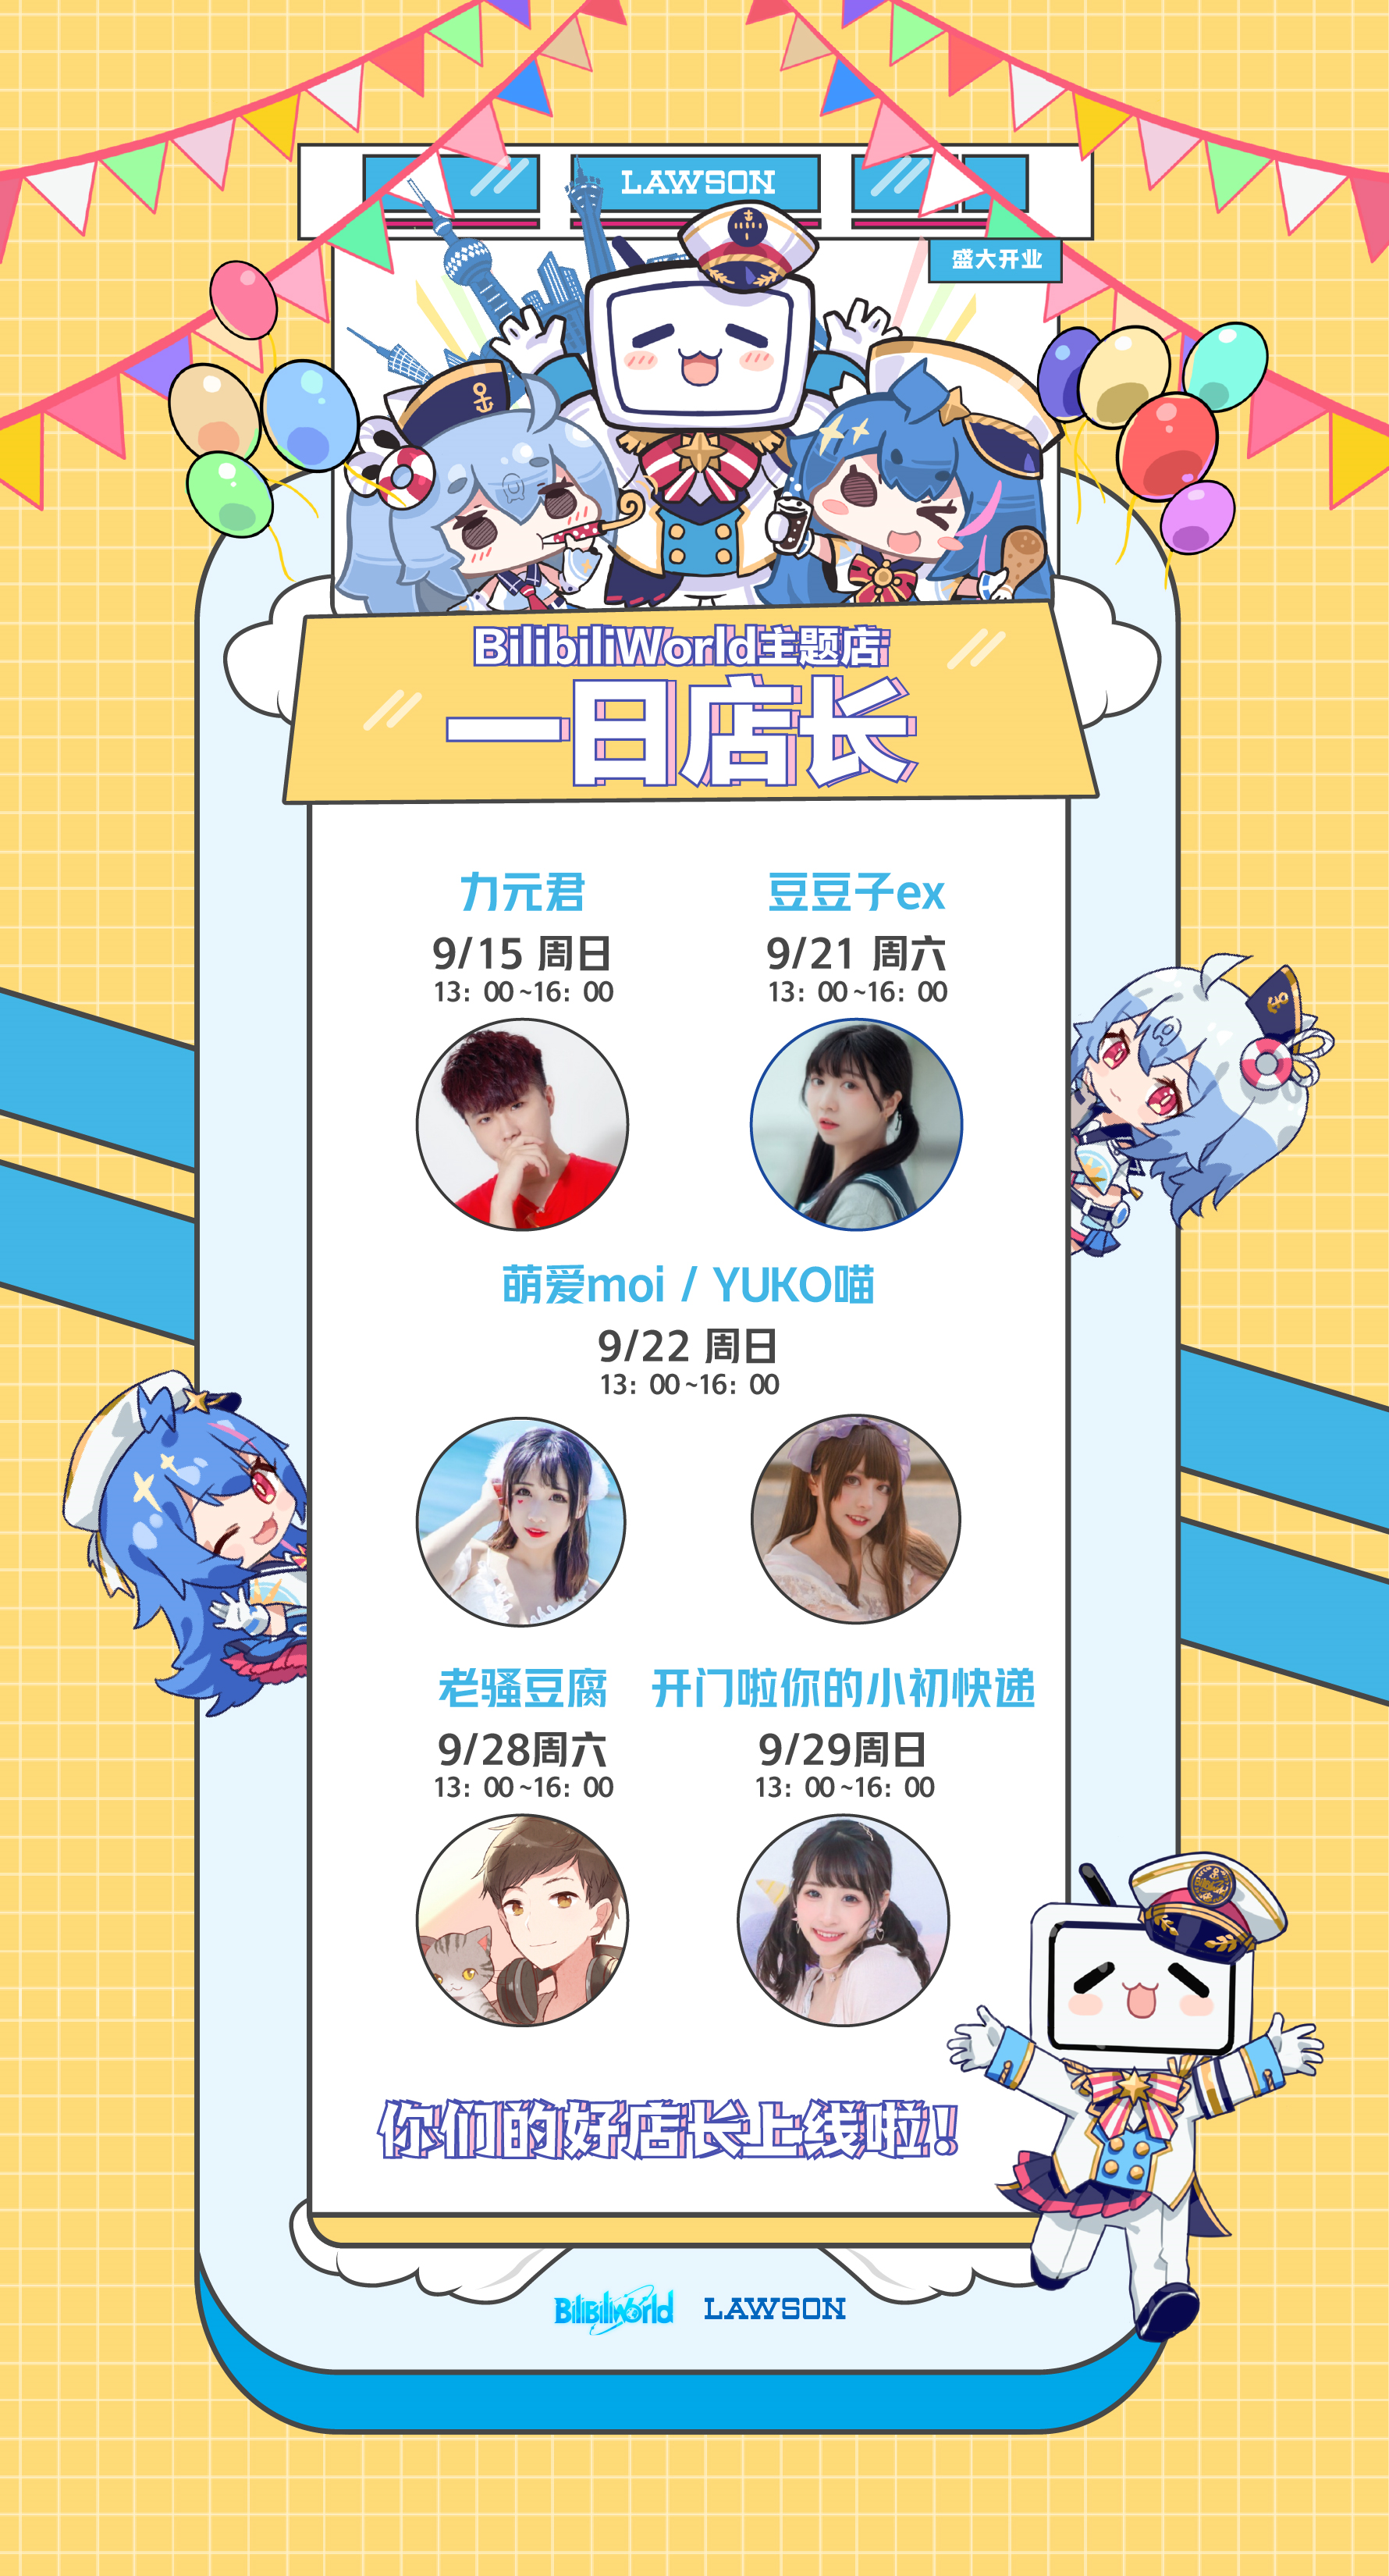 LAWSON
盛大开业
BilibiliWorld主题店
一日店长
力元君
9/15 周日
13：00~16：00
豆豆子ex
9/21 周六
13：00~16：00
萌爱moi / YUKO喵
9/22 周日
13：00~16：00
老骚豆腐
9/28周六
13：00~16：00
开门啦你的小初快递
9/29周日
13：00~16：00
你们的好店长上线啦！
BiliBiliWorld LAWSON